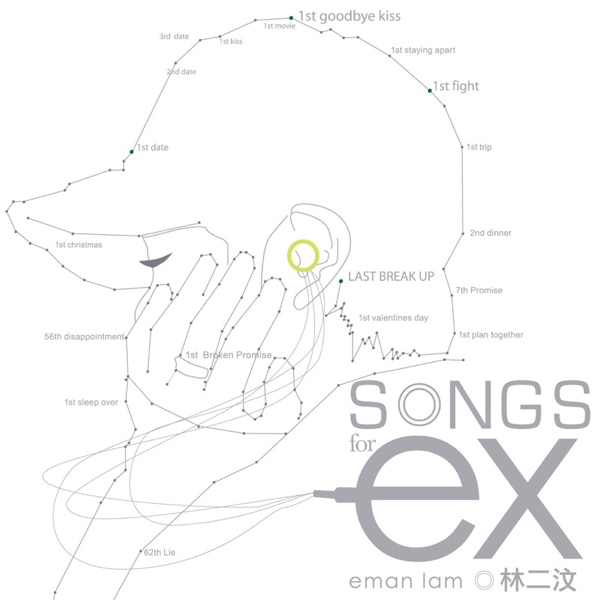 1st goodbye kiss
1st movie
3rd date
1st kiss
1st staying apart
2nd date
1st fight
1st date
1st trip
2nd dinner
1st christmas
LAST BREAK UP
7th Promise
1st valentines day
56th disappointment
1st plan together
1st Broken Promise
1st sleep over
SONGS
for
ex
62th Lie
eman lam ◎ 林二汶